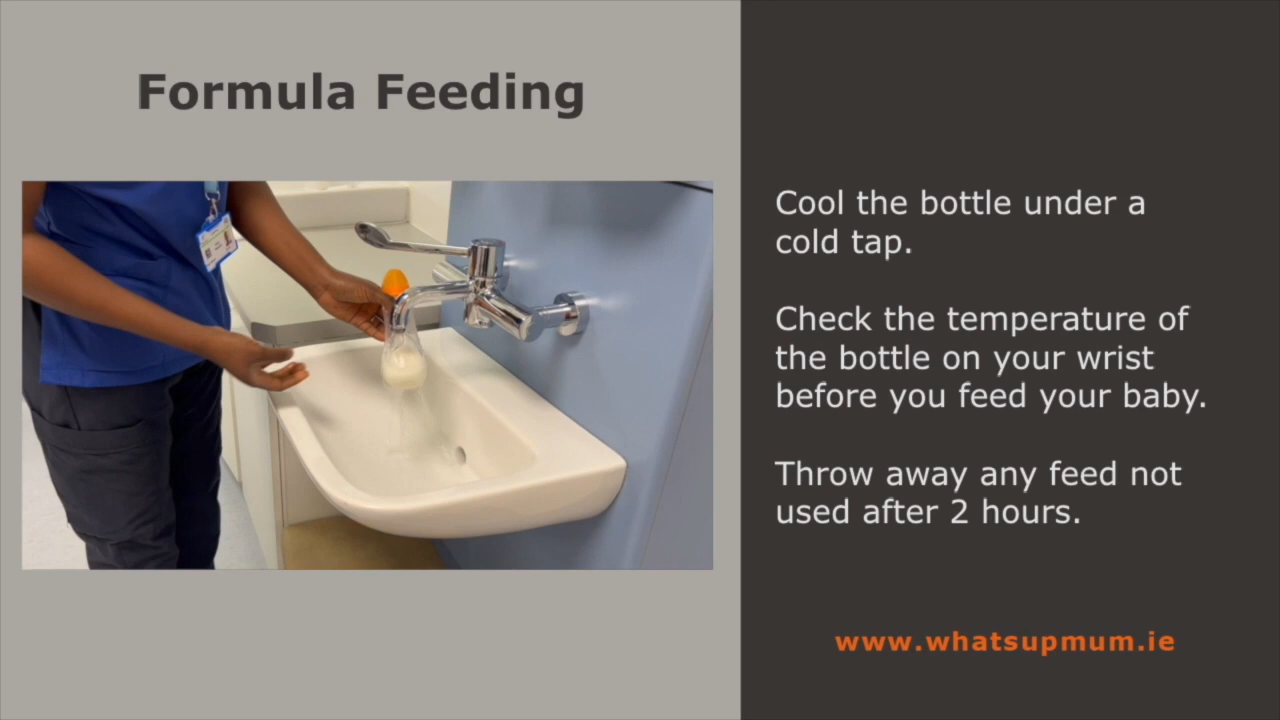 Formula Feeding
Cool the bottle under a
cold tap.
Check the temperature of
the bottle on your wrist
before you feed your baby.
Throw away any feed not
used after 2 hours.
www.whatsupmum.ie